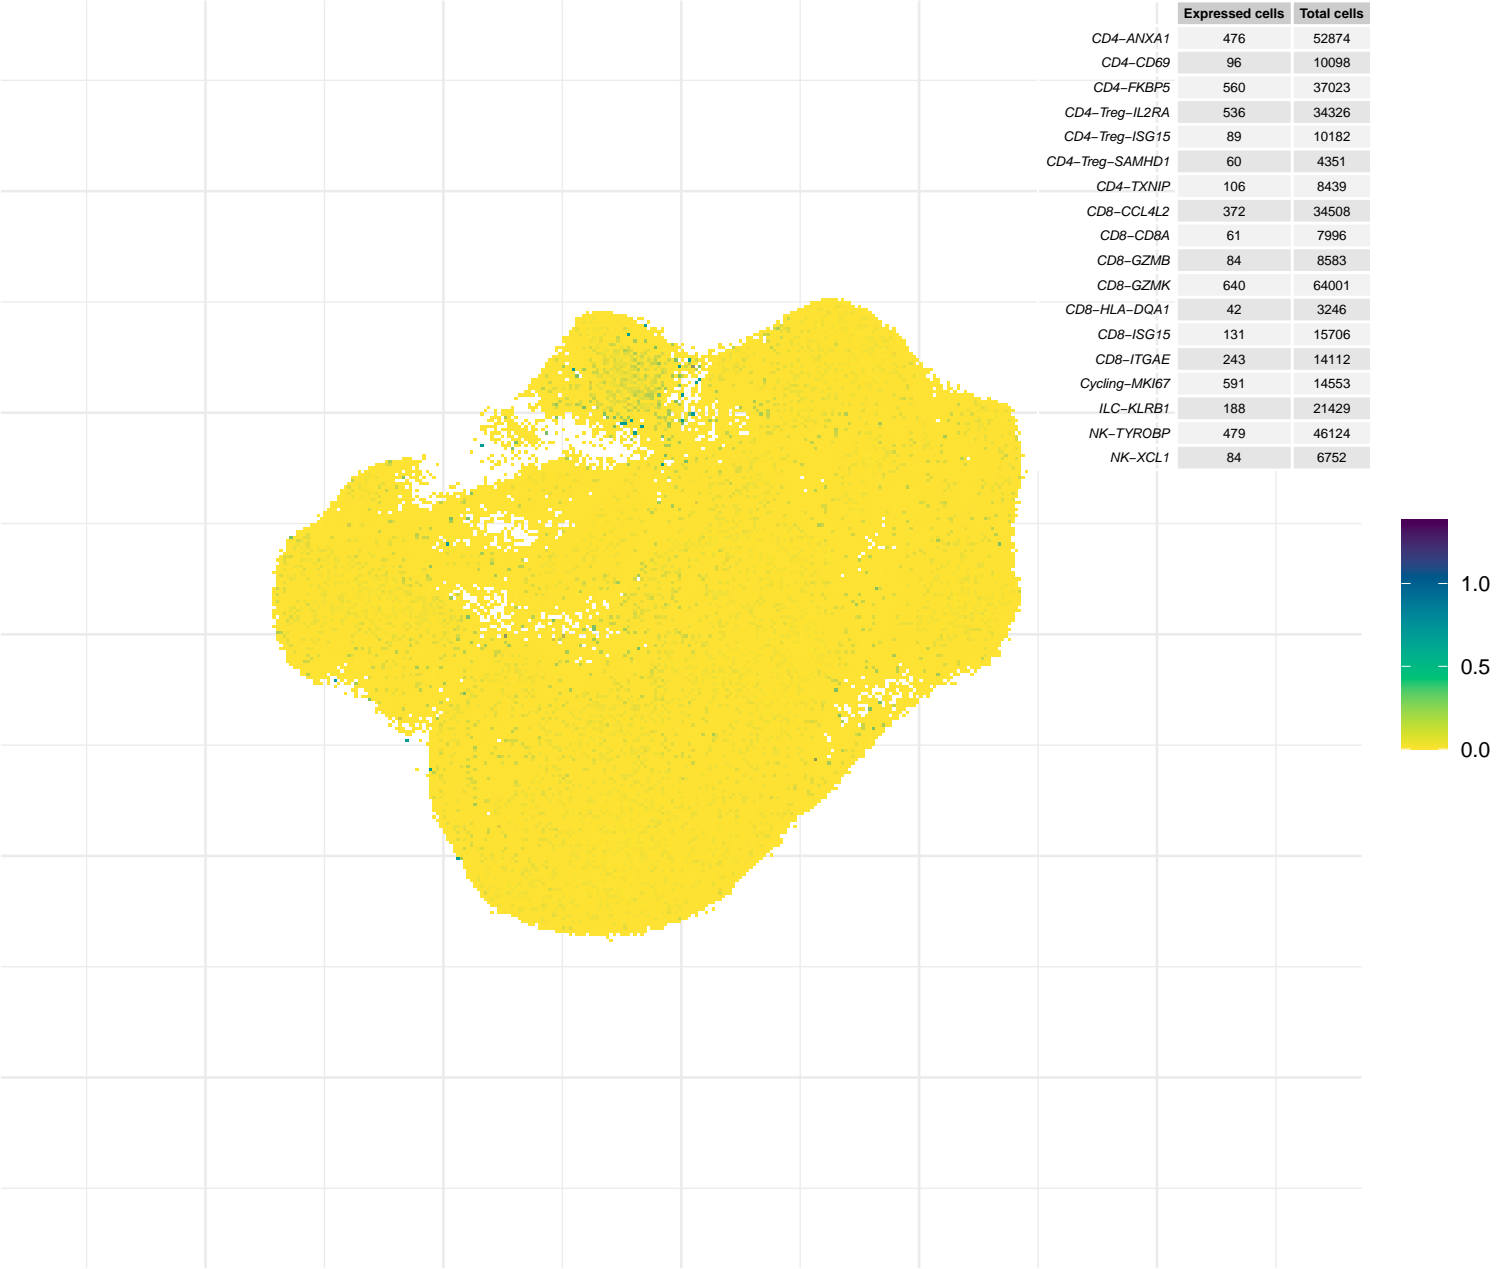 Expressed cells Total cells
CD4−ANXA1 476 52874
CD4−CD69 96 10098
CD4−FKBP5 560 37023
CD4−Treg−IL2RA 536 34326
CD4−Treg−ISG15 89 10182
CD4−Treg−SAMHD1 60 4351
CD4−TXNIP 106 8439
CD8−CCL4L2 372 34508
CD8−CD8A 61 7996
CD8−GZMB 84 8583
CD8−GZMK 640 64001
CD8−HLA−DQA1 42 3246
CD8−ISG15 131 15706
CD8−ITGAE 243 14112
Cycling−MKI67 591 14553
ILC−KLRB1 188 21429
NK−TYROBP 479 46124
NK−XCL1 84 6752
1.0
0.5
0.0